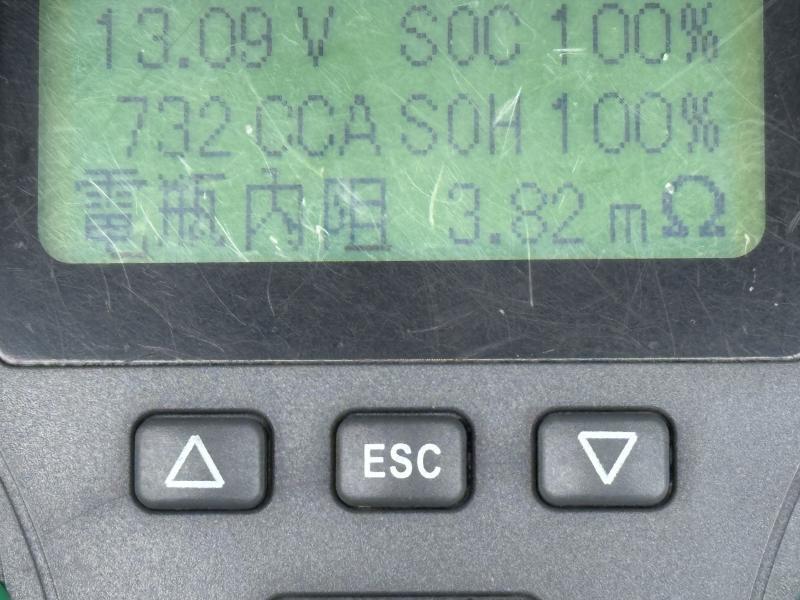 13.09 V SOC 100%
732 CCA SOH 100%
電瓶內阻 3.82 mΩ
△ ESC ▽